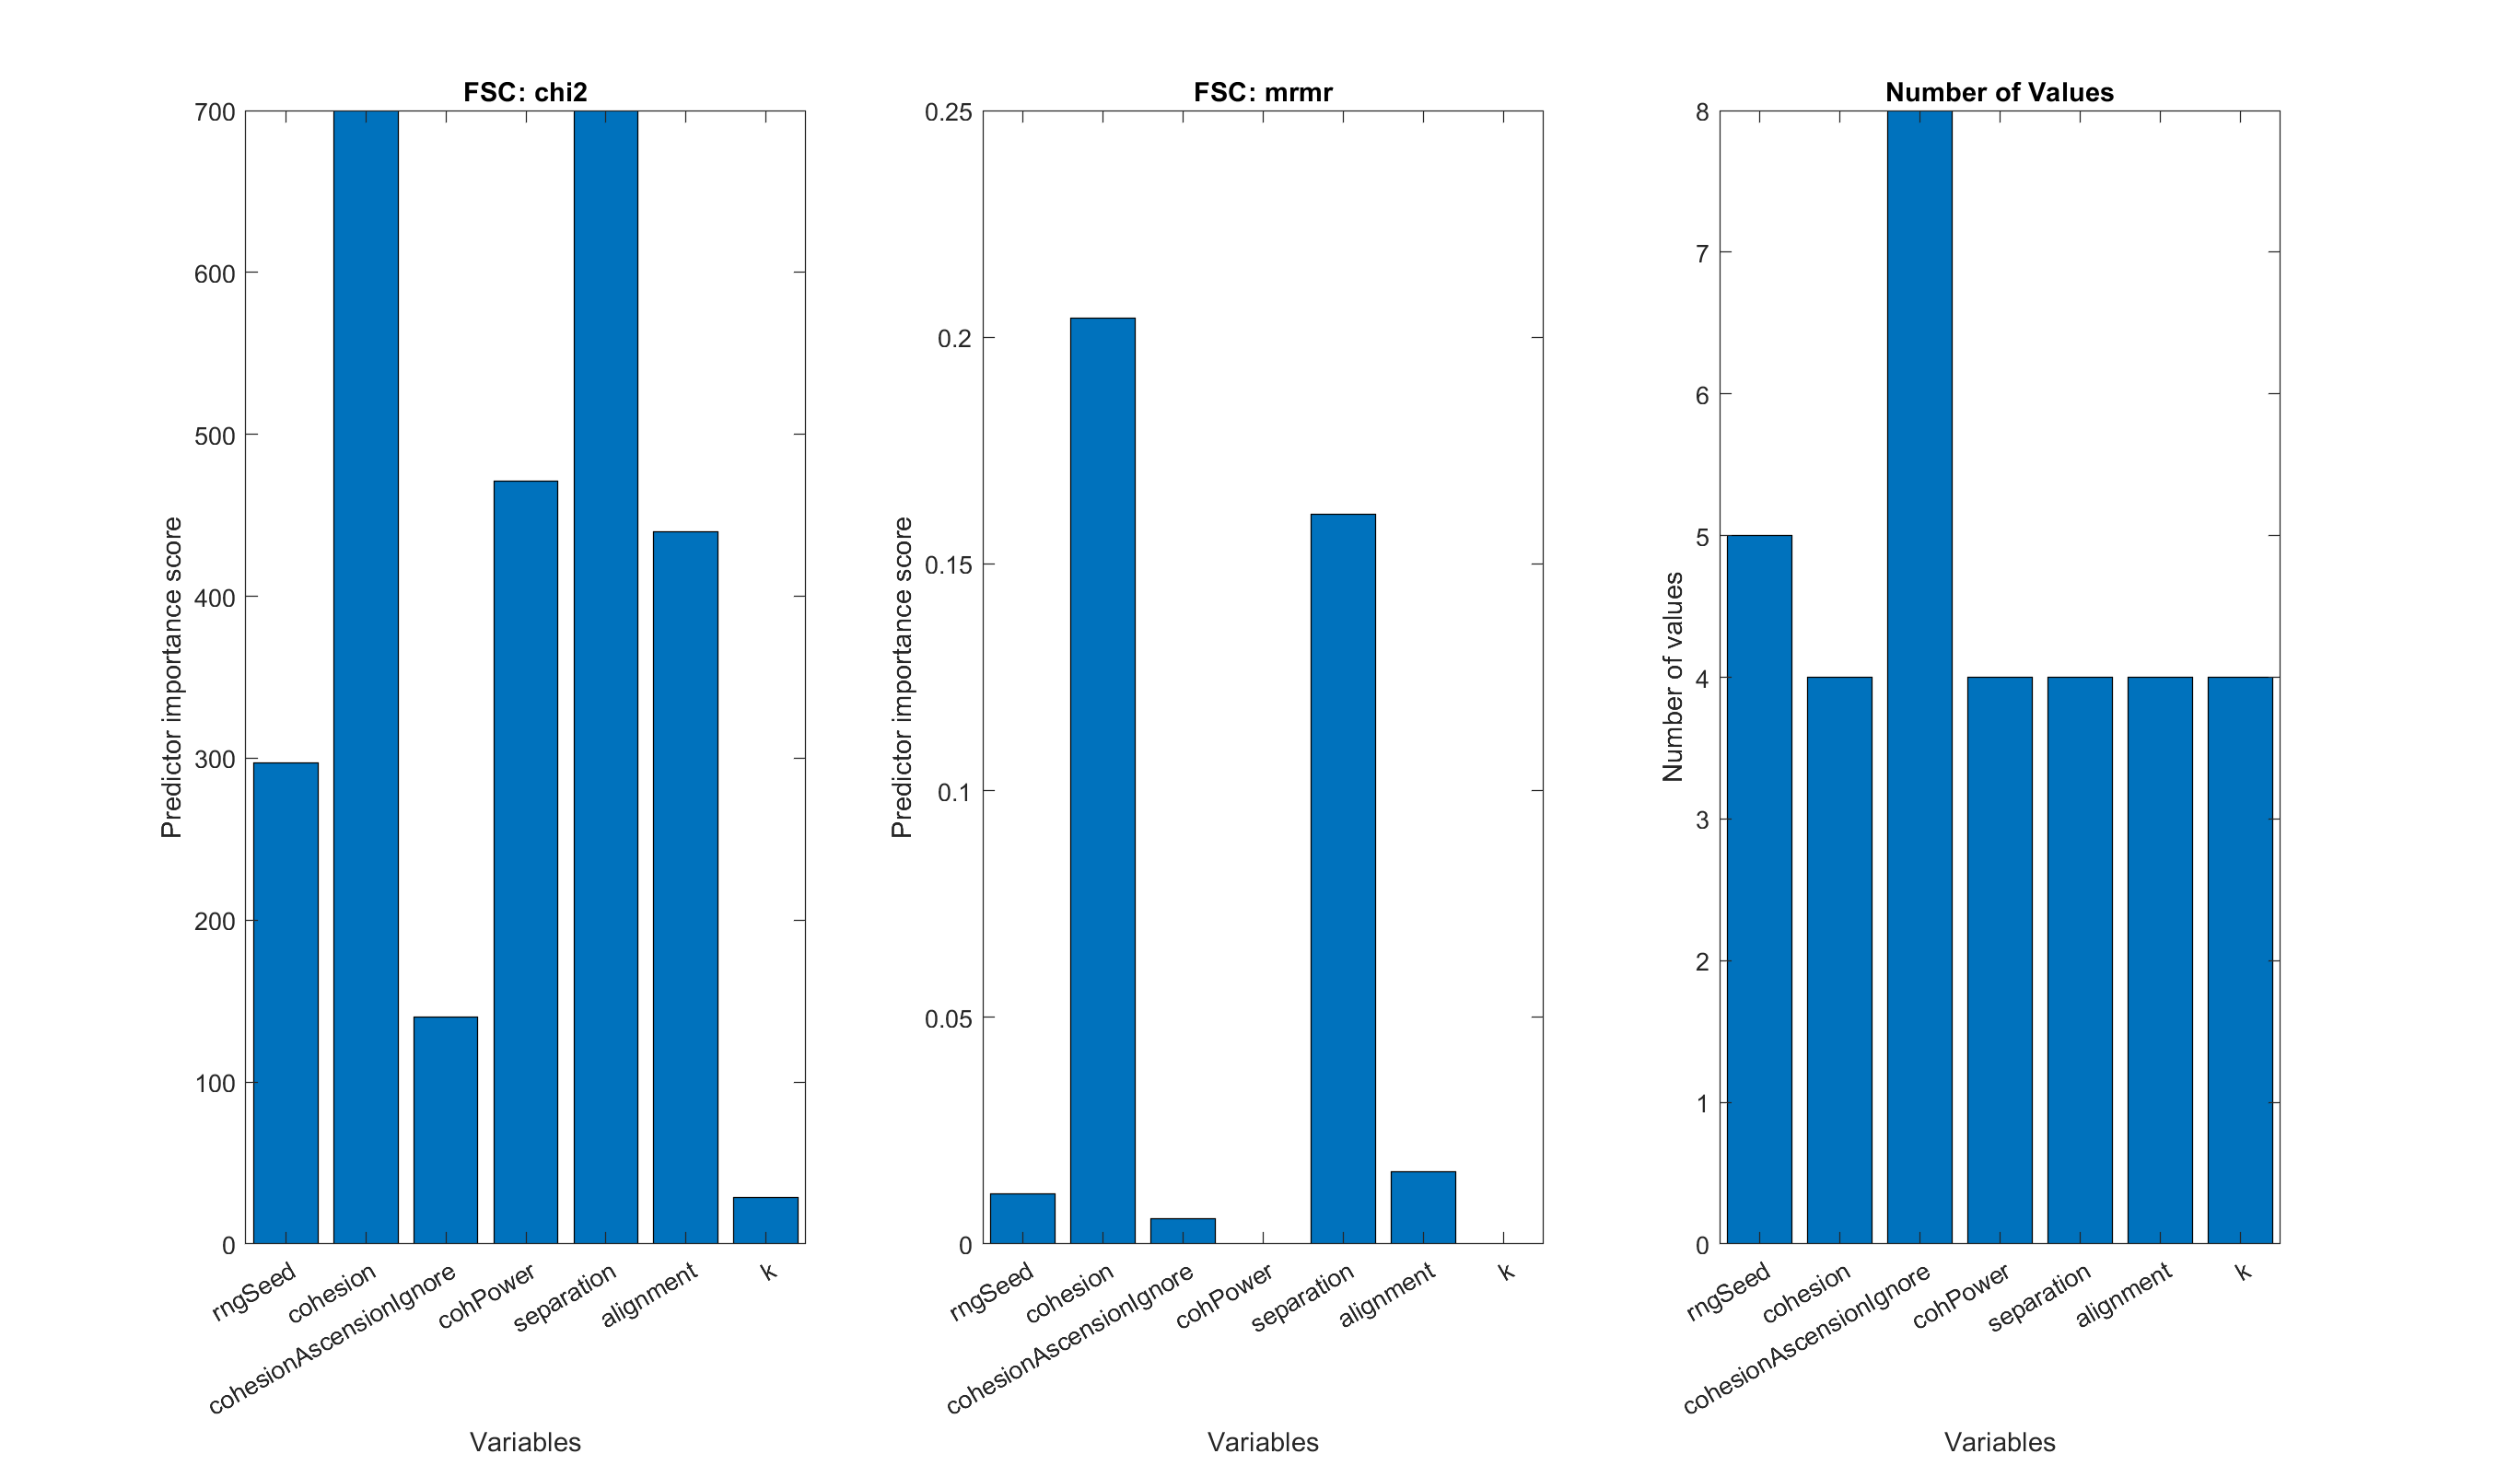 FSC: chi2
700
600
500
400
300
200
100
0
Predictor importance score
rngSeed
cohesion
cohesionAscensionIgnore
cohPower
separation
alignment
k
Variables
FSC: mrmr
0.25
0.2
0.15
0.1
0.05
0
Predictor importance score
rngSeed
cohesion
cohesionAscensionIgnore
cohPower
separation
alignment
k
Variables
Number of Values
8
7
6
5
4
3
2
1
0
Number of values
rngSeed
cohesion
cohesionAscensionIgnore
cohPower
separation
alignment
k
Variables